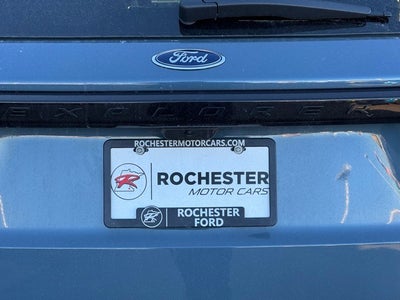 Ford
EXPLORER
ROCHESTERMOTORCARS.COM
R ROCHESTER
MOTOR CARS
R ROCHESTER
FORD